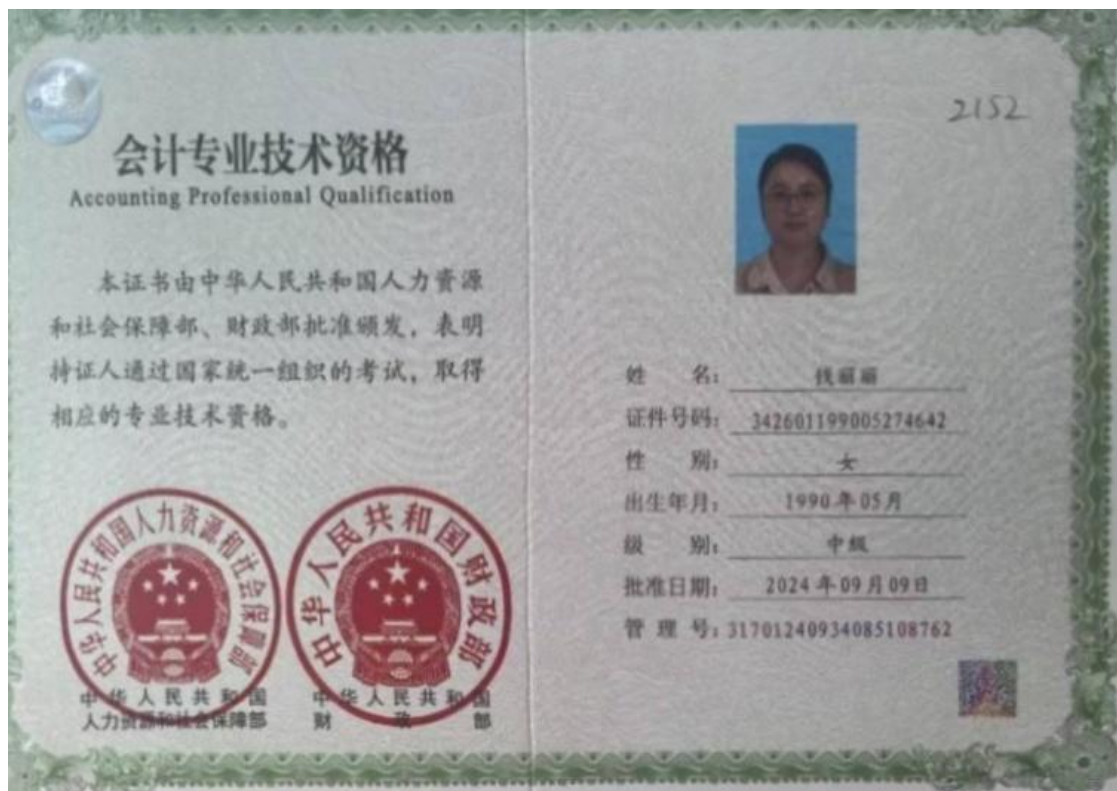 会计专业技术资格
Accounting Professional Qualification
本证书由中华人民共和国人力资源
和社会保障部、财政部批准颁发，表明
持证人通过国家统一组织的考试，取得
相应的专业技术资格。
中华人民共和国人力资源和社会保障部
中华人民共和国财政部
中华人民共和国
人力资源和社会保障部
中华人民共和国
财政部
2152
姓名：钱丽丽
证件号码：342601199005274642
性别：女
出生年月：1990年05月
级别：中级
批准日期：2024年09月09日
管理号：31701240934085108762